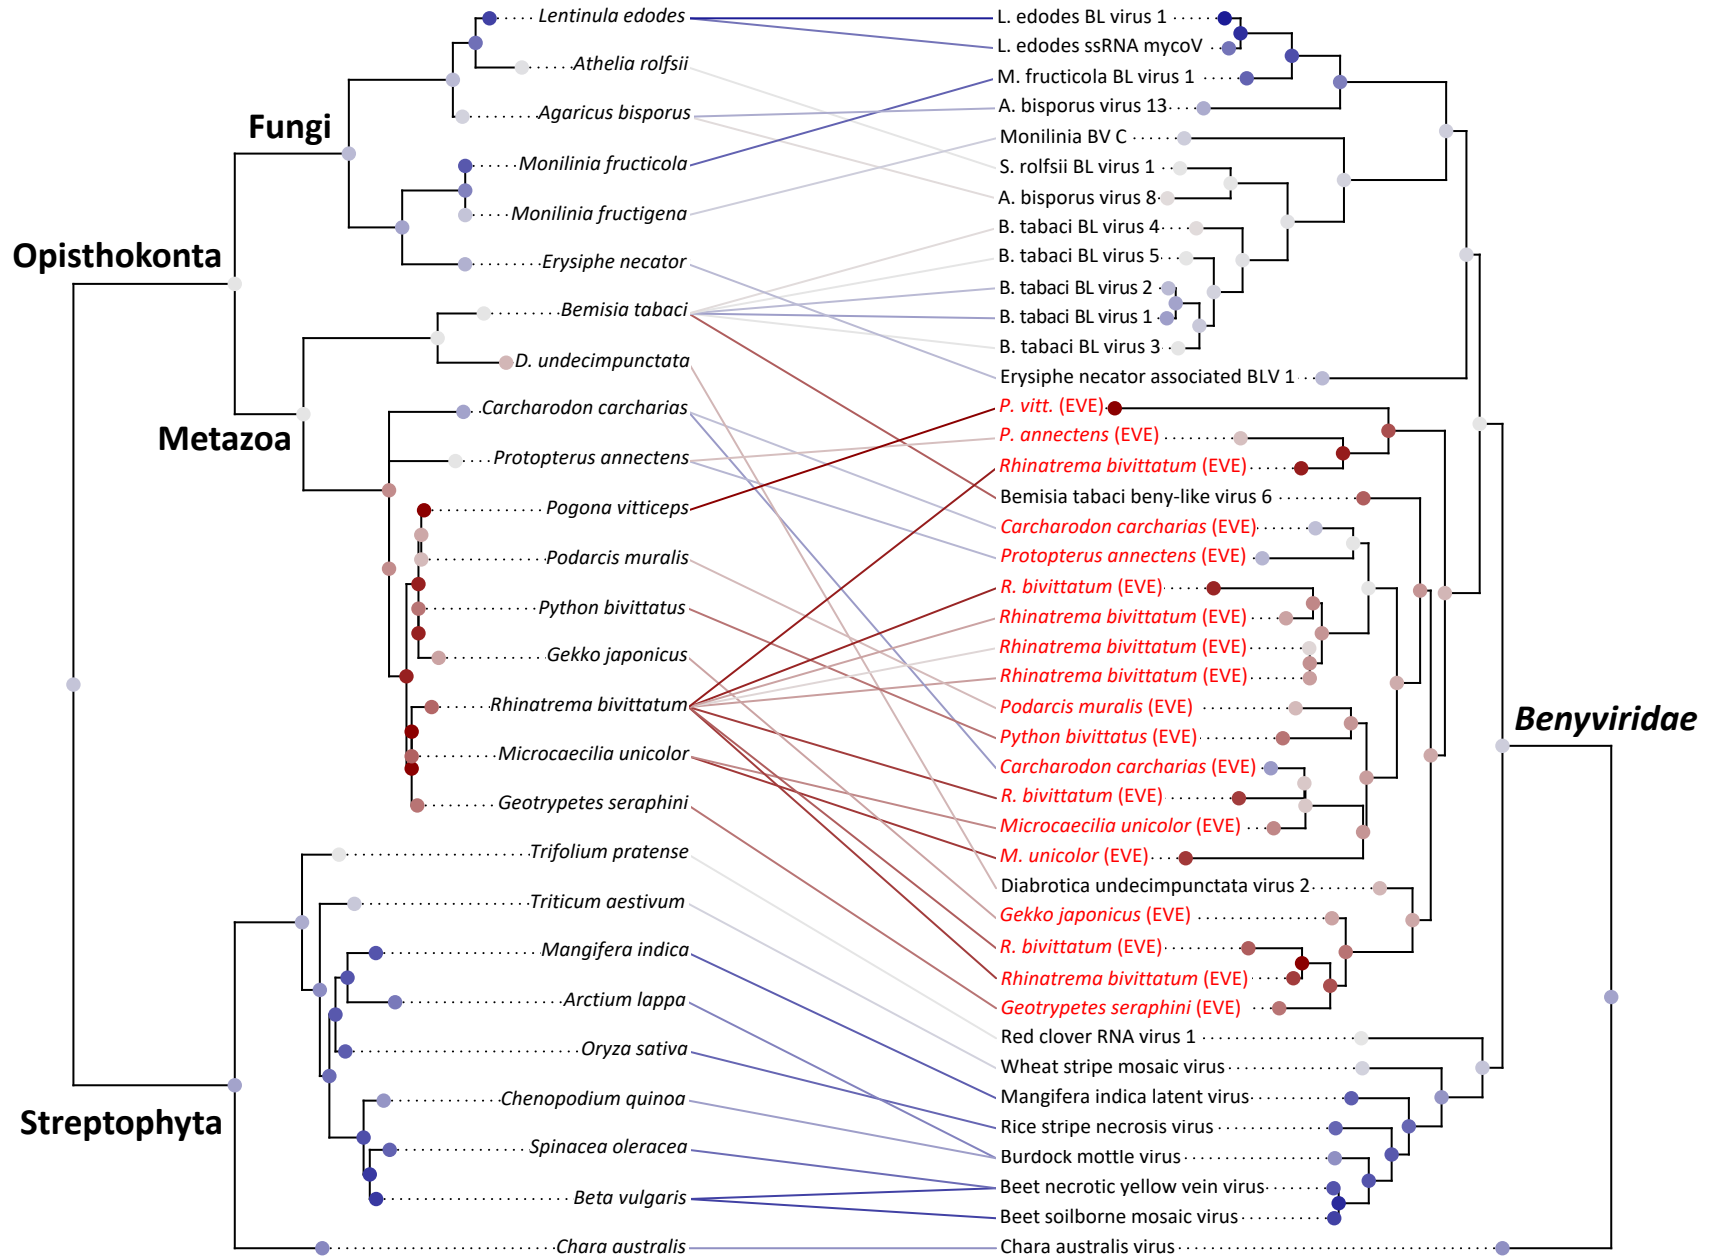 Lentinula edodes
Athelia rolfsii
Agaricus bisporus
Fungi
Monilinia fructicola
Monilinia fructigena
Opisthokonta
Erysiphe necator
Bemisia tabaci
D. undecimpunctata
Carcharodon carcharias
Metazoa
Protopterus annectens
Pogona vitticeps
Podarcis muralis
Python bivittatus
Gekko japonicus
Rhinatrema bivittatum
Microcaecilia unicolor
Geotrypetes seraphini
Trifolium pratense
Triticum aestivum
Mangifera indica
Arctium lappa
Oryza sativa
Chenopodium quinoa
Streptophyta
Spinacea oleracea
Beta vulgaris
Chara australis
L. edodes BL virus 1
L. edodes ssRNA mycoV
M. fructicola BL virus 1
A. bisporus virus 13
Monilinia BV C
S. rolfsii BL virus 1
A. bisporus virus 8
B. tabaci BL virus 4
B. tabaci BL virus 5
B. tabaci BL virus 2
B. tabaci BL virus 1
B. tabaci BL virus 3
Erysiphe necator associated BLV 1
P. vitt. (EVE)
P. annectens (EVE)
Rhinatrema bivittatum (EVE)
Bemisia tabaci beny-like virus 6
Carcharodon carcharias (EVE)
Protopterus annectens (EVE)
R. bivittatum (EVE)
Rhinatrema bivittatum (EVE)
Rhinatrema bivittatum (EVE)
Rhinatrema bivittatum (EVE)
Podarcis muralis (EVE)
Python bivittatus (EVE)
Carcharodon carcharias (EVE)
R. bivittatum (EVE)
Microcaecilia unicolor (EVE)
M. unicolor (EVE)
Diabrotica undecimpunctata virus 2
Gekko japonicus (EVE)
R. bivittatum (EVE)
Rhinatrema bivittatum (EVE)
Geotrypetes seraphini (EVE)
Red clover RNA virus 1
Wheat stripe mosaic virus
Mangifera indica latent virus
Rice stripe necrosis virus
Burdock mottle virus
Beet necrotic yellow vein virus
Beet soilborne mosaic virus
Chara australis virus
Benyviridae